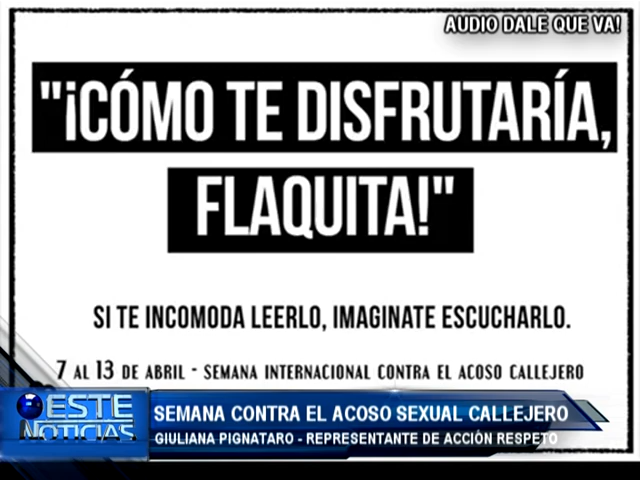 AUDIO DALE QUE VA!
"¡CÓMO TE DISFRUTARÍA,
FLAQUITA!"
SI TE INCOMODA LEERLO, IMAGINATE ESCUCHARLO.
7 AL 13 DE ABRIL - SEMANA INTERNACIONAL CONTRA EL ACOSO CALLEJERO
OESTE
NOTICIAS
SEMANA CONTRA EL ACOSO SEXUAL CALLEJERO
GIULIANA PIGNATARO - REPRESENTANTE DE ACCIÓN RESPETO